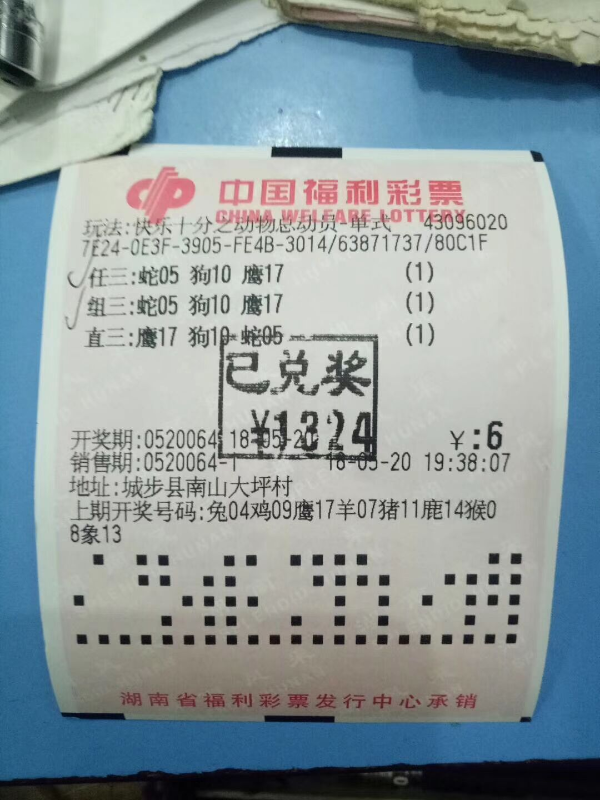 中国福利彩票
CHINA WELFARE LOTTERY
玩法:快乐十分之动物总动员-单式 43096020
7E24-0E3F-3905-FE4B-3014/63871737/80C1F
任三:蛇05 狗10 鹰17 (1)
组三:蛇05 狗10 鹰17 (1)
直三:鹰17 狗10 蛇05 (1)
已兑奖
¥1324
开奖期:0520064 18-05-20 ¥:6
销售期:0520064-1 18-05-20 19:38:07
地址:城步县南山大坪村
上期开奖号码:兔04鸡09鹰17羊07猪11鹿14猴0
8象13
湖南省福利彩票发行中心承销